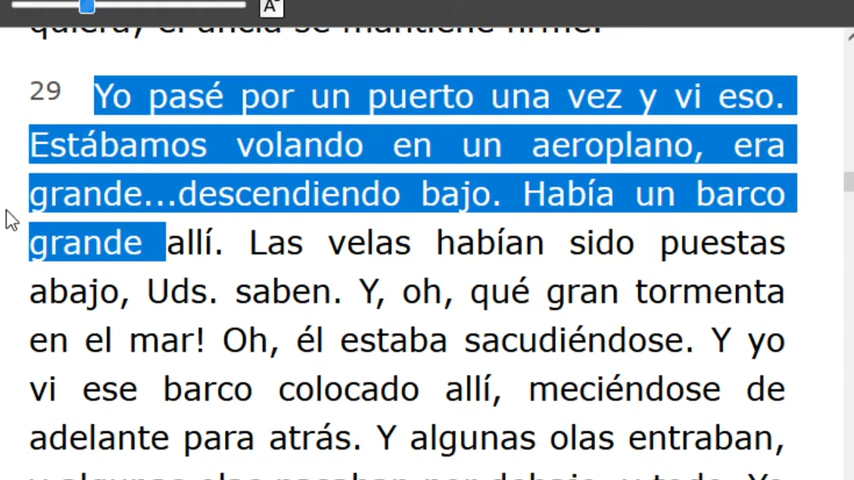 A
29 Yo pasé por un puerto una vez y vi eso.
Estábamos volando en un aeroplano, era
grande...descendiendo bajo. Había un barco
grande allí. Las velas habían sido puestas
abajo, Uds. saben. Y, oh, qué gran tormenta
en el mar! Oh, él estaba sacudiéndose. Y yo
vi ese barco colocado allí, meciéndose de
adelante para atrás. Y algunas olas entraban,